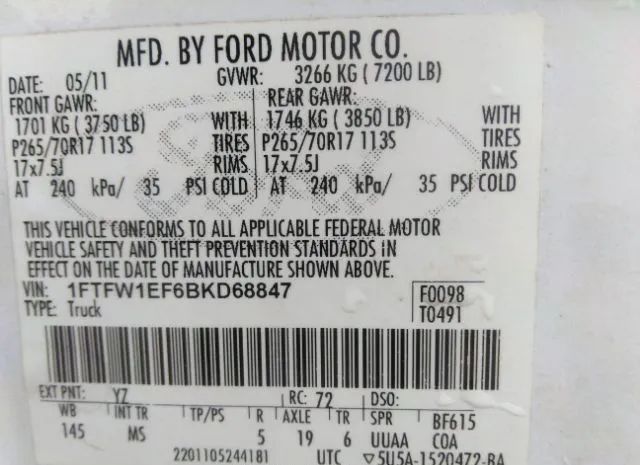 MFD. BY FORD MOTOR CO.
DATE: 05/11 GVWR: 3266 KG ( 7200 LB)
FRONT GAWR: REAR GAWR:
1701 KG ( 3750 LB) WITH 1746 KG ( 3850 LB) WITH
P265/70R17 113S TIRES P265/70R17 113S TIRES
17x7.5J RIMS 17x7.5J RIMS
AT 240 kPa/ 35 PSI COLD AT 240 kPa/ 35 PSI COLD
THIS VEHICLE CONFORMS TO ALL APPLICABLE FEDERAL MOTOR
VEHICLE SAFETY AND THEFT PREVENTION STANDARDS IN
EFFECT ON THE DATE OF MANUFACTURE SHOWN ABOVE.
VIN: 1FTFW1EF6BKD68847 F0098
TYPE: Truck T0491
EXT PNT: YZ RC: 72 DSO:
WB INT TR TP/PS R AXLE TR SPR BF615
145 MS 5 19 6 UUAA COA
2201105244181 UTC ▽5U5A-1520472-BA